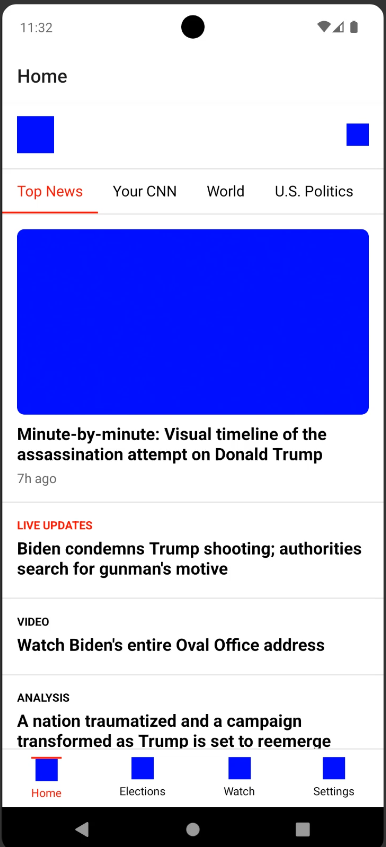 11:32
Home
Top News
Your CNN
World
U.S. Politics
Minute-by-minute: Visual timeline of the
assassination attempt on Donald Trump
7h ago
LIVE UPDATES
Biden condemns Trump shooting; authorities
search for gunman's motive
VIDEO
Watch Biden's entire Oval Office address
ANALYSIS
A nation traumatized and a campaign
transformed as Trump is set to reemerge
Home
Elections
Watch
Settings